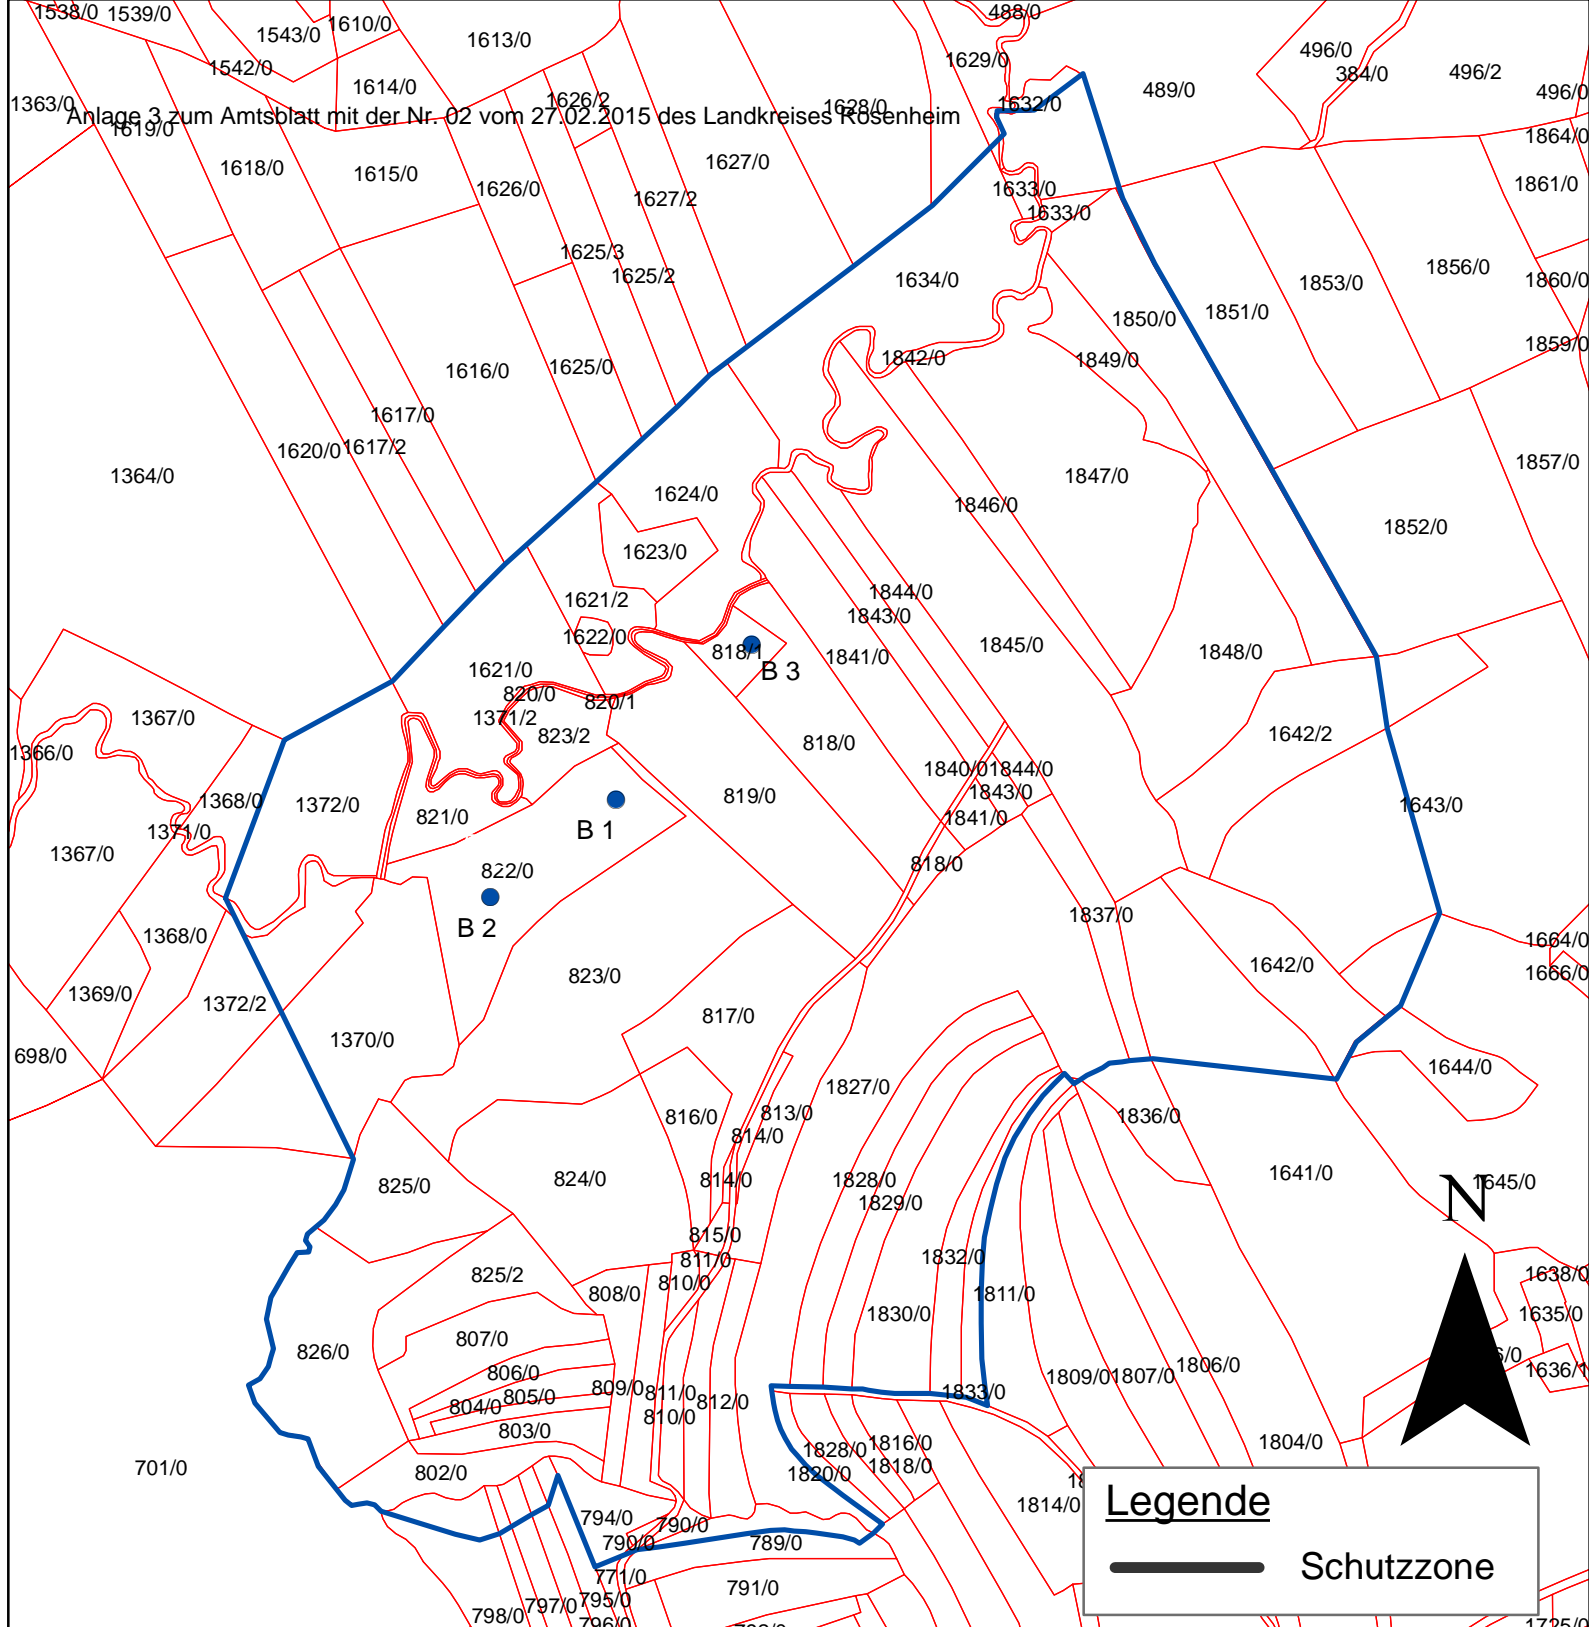 1538/0 1539/0 1610/0 488/0
1543/0 1613/0 496/0
1542/0 1629/0 384/0 496/2
1614/0 489/0 496/0
1363/0 1626/2 1628/0 1632/0
Anlage 3 zum Amtsblatt mit der Nr. 02 vom 27.02.2015 des Landkreises Rosenheim
1619/0 1864/0
1618/0 1615/0 1627/0
1626/0 1627/2 1633/0 1861/0
1633/0
1625/3 1625/2 1634/0 1853/0 1856/0 1860/0
1850/0 1851/0
1616/0 1625/0 1842/0 1849/0 1859/0
1617/0
1620/0 1617/2
1364/0 1847/0 1857/0
1624/0 1846/0
1623/0 1852/0
1621/2 1844/0
1622/0 1843/0
818/1 1841/0 1845/0 1848/0
1621/0 B 3
820/0 820/1
1367/0 1371/2
823/2 818/0 1642/2
1366/0 1840/0 1844/0
1368/0 1372/0 819/0 1843/0 1643/0
821/0 1841/0
1371/0 B 1
1367/0 822/0 818/0
B 2 1837/0
1368/0 1664/0
823/0 1642/0 1666/0
1369/0 1372/2
817/0
698/0 1370/0 1644/0
1827/0
816/0 813/0 1836/0
814/0
825/0 824/0 814/0 1828/0 1641/0 1645/0
1829/0 N
815/0
811/0 1832/0
825/2 810/0 1638/0
808/0 1811/0
1830/0 1635/0
807/0
826/0 1806/0
806/0 1809/0 1807/0 1636/1
805/0 809/0 811/0 1833/0
804/0 810/0 812/0
803/0 1828/0 1816/0 1804/0
701/0 802/0 1820/0 1818/0
1814/0
Legende
794/0 790/0
790/0 789/0
Schutzzone
771/0
791/0
795/0
798/0 797/0
796/0
1725/0